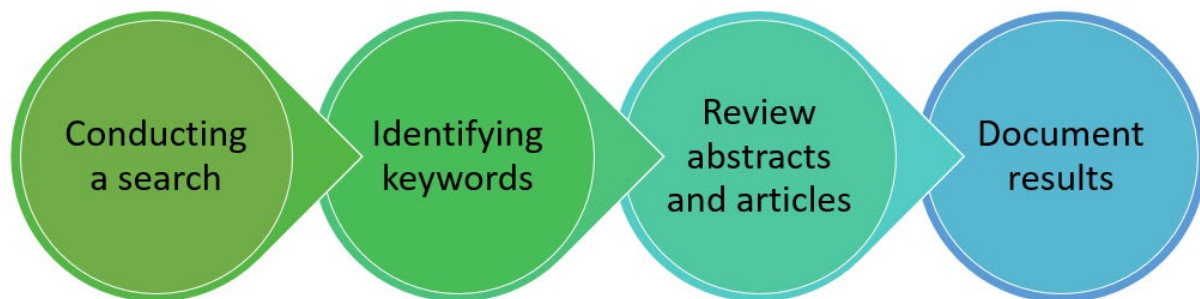 Conducting
a search
Identifying
keywords
Review
abstracts
and articles
Document
results